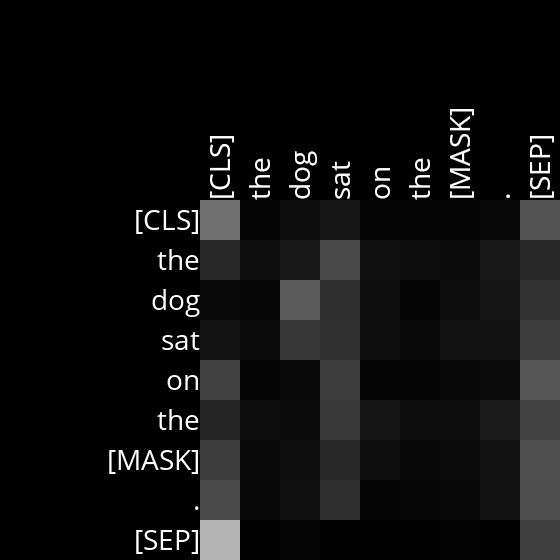 [CLS] the dog sat on the [MASK] . [SEP]
[CLS]
the
dog
sat
on
the
[MASK]
.
[SEP]